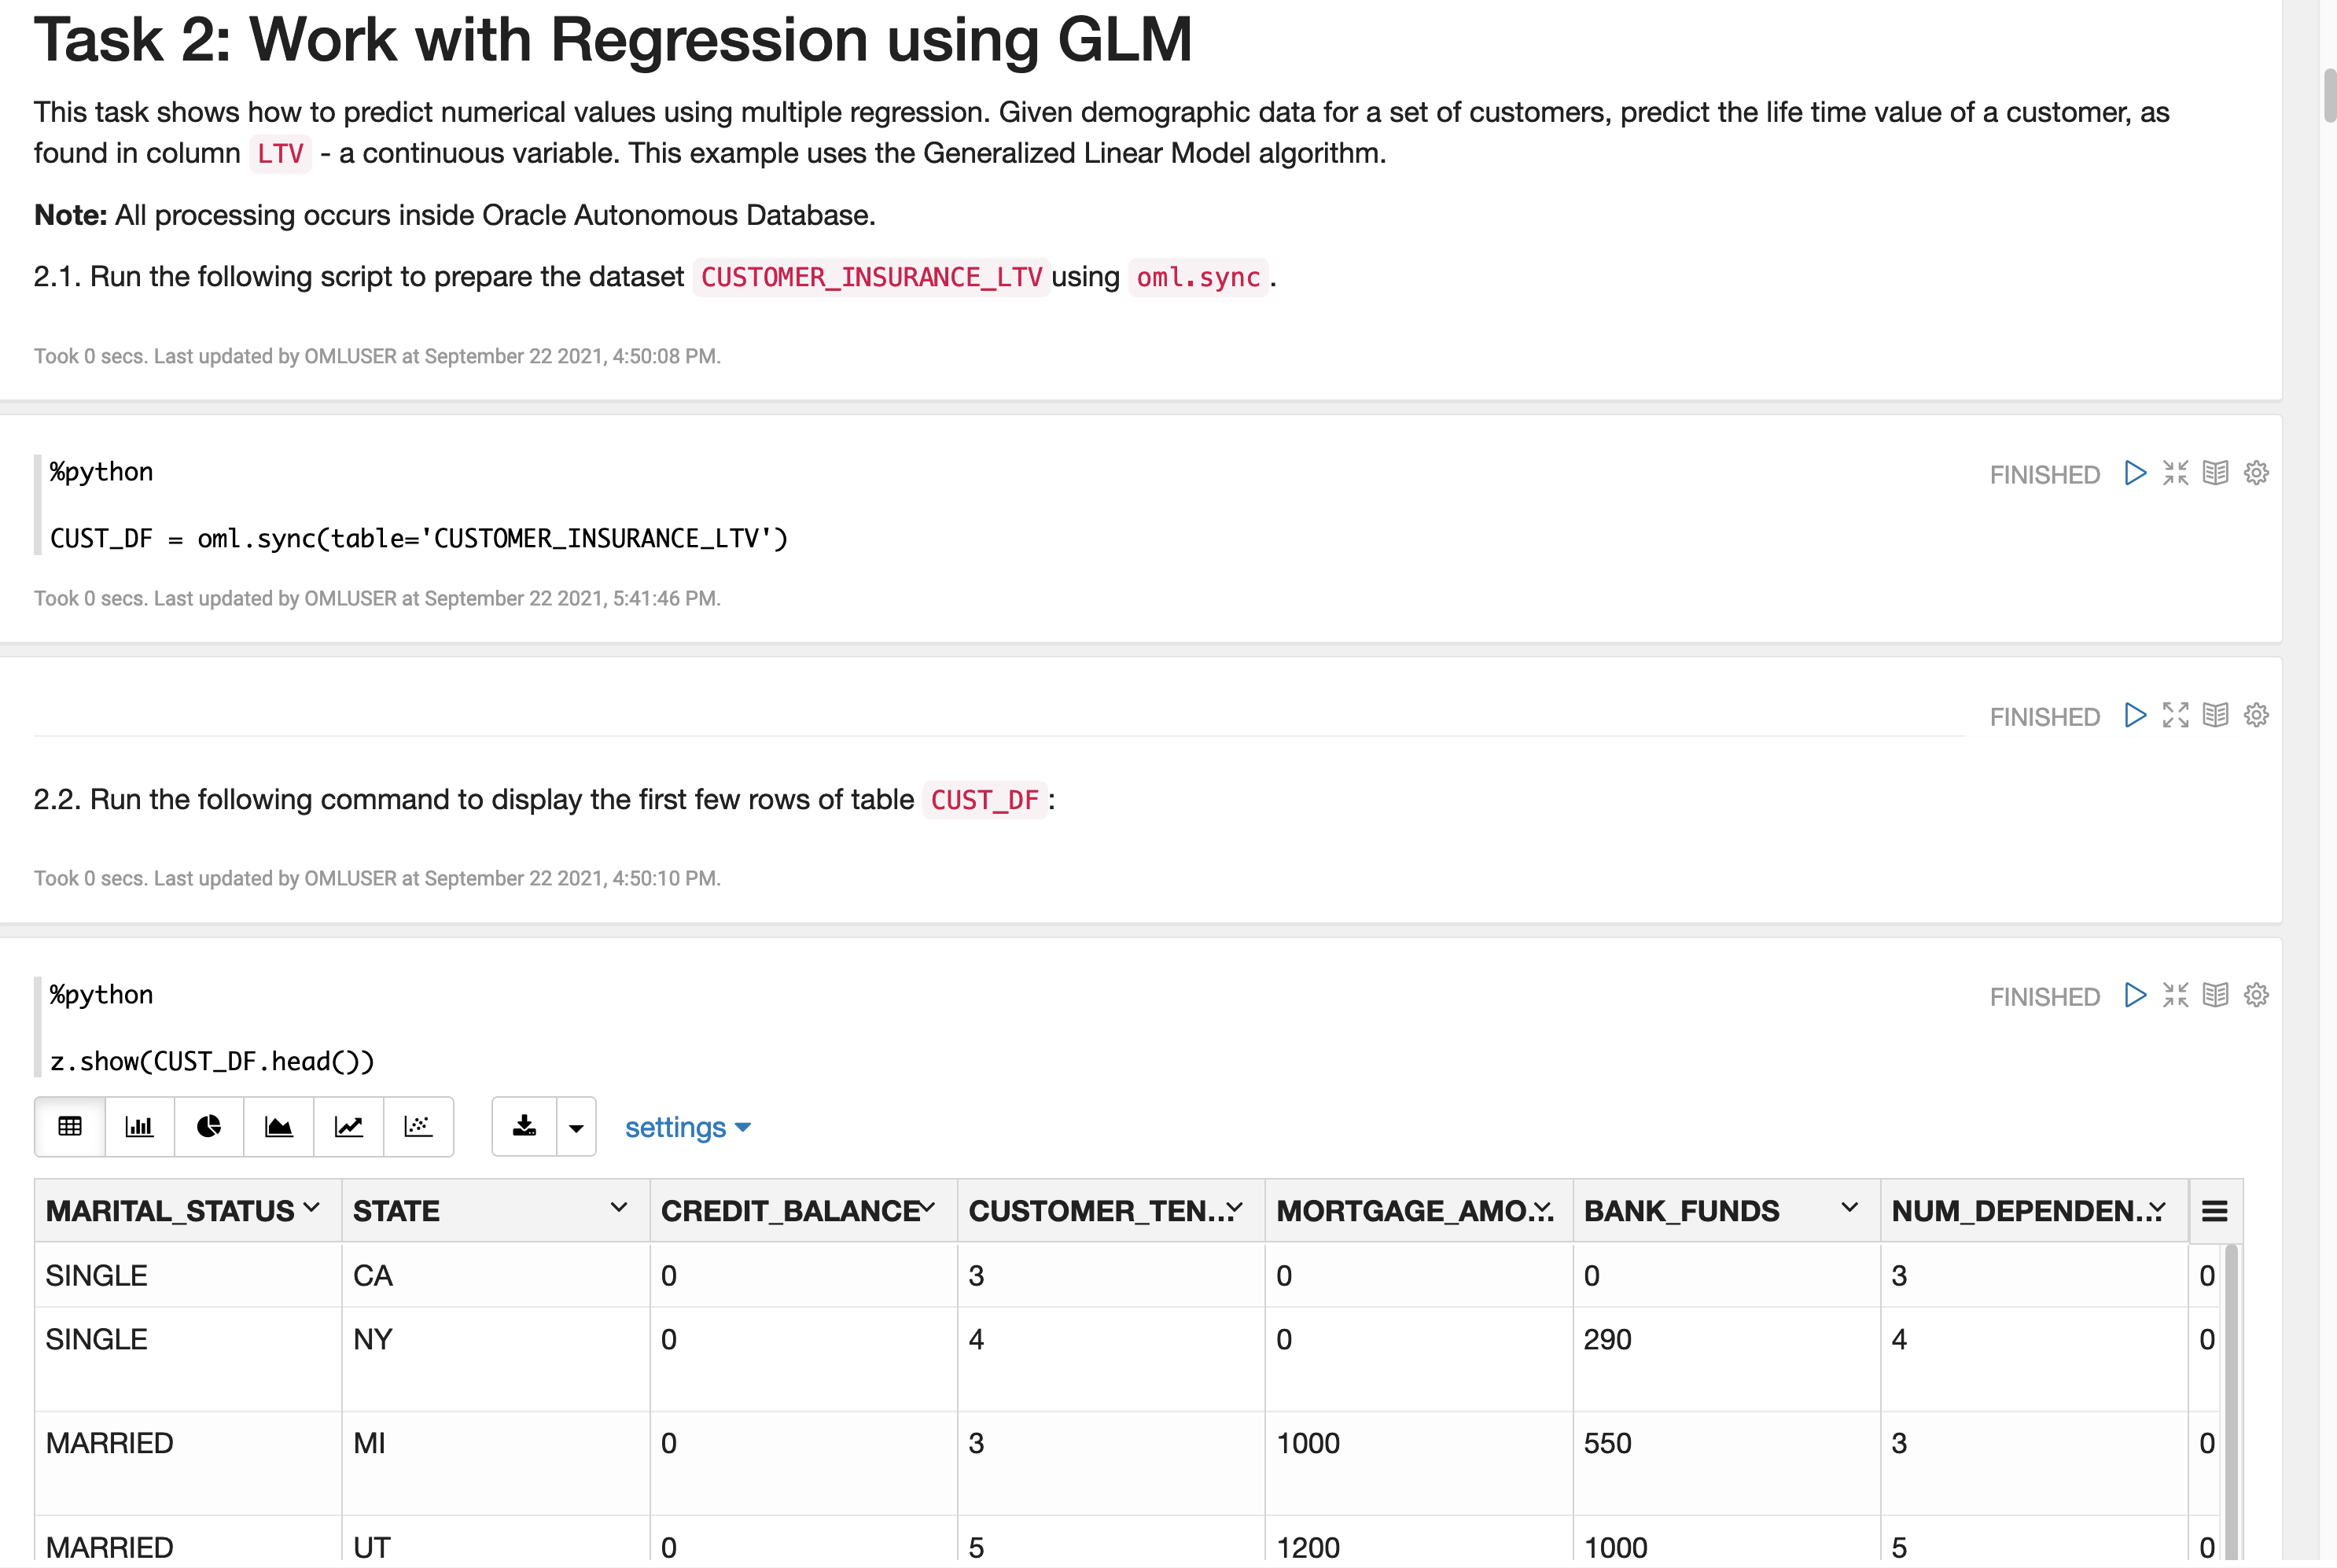 Task 2: Work with Regression using GLM
This task shows how to predict numerical values using multiple regression. Given demographic data for a set of customers, predict the life time value of a customer, as
found in column LTV - a continuous variable. This example uses the Generalized Linear Model algorithm.
Note: All processing occurs inside Oracle Autonomous Database.
2.1. Run the following script to prepare the dataset CUSTOMER_INSURANCE_LTV using oml.sync.
Took 0 secs. Last updated by OMLUSER at September 22 2021, 4:50:08 PM.
%python FINISHED
CUST_DF = oml.sync(table='CUSTOMER_INSURANCE_LTV')
Took 0 secs. Last updated by OMLUSER at September 22 2021, 5:41:46 PM.
FINISHED
2.2. Run the following command to display the first few rows of table CUST_DF:
Took 0 secs. Last updated by OMLUSER at September 22 2021, 4:50:10 PM.
%python FINISHED
z.show(CUST_DF.head())
settings
MARITAL_STATUS STATE CREDIT_BALANCE CUSTOMER_TEN... MORTGAGE_AMO... BANK_FUNDS NUM_DEPENDEN...
SINGLE CA 0 3 0 0 3 0
SINGLE NY 0 4 0 290 4 0
MARRIED MI 0 3 1000 550 3 0
MARRIED UT 0 5 1200 1000 5 0